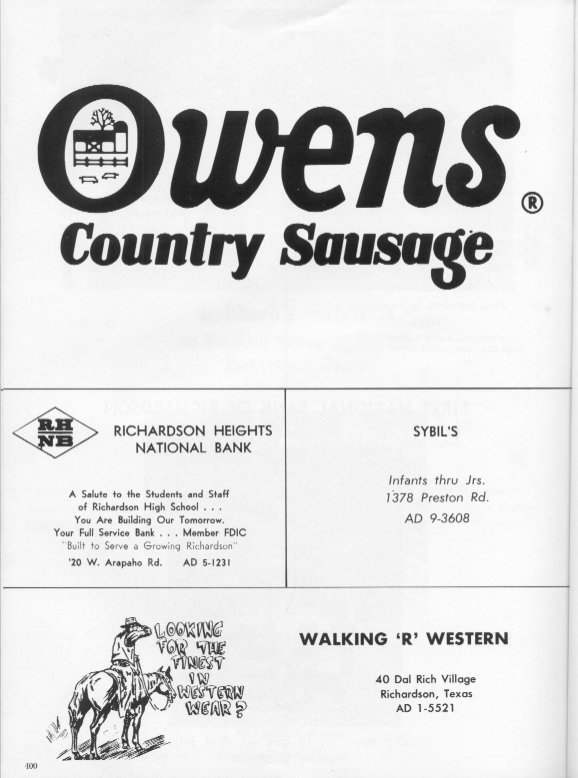 Owens ®
Country Sausage
RH
NB
RICHARDSON HEIGHTS
NATIONAL BANK
A Salute to the Students and Staff
of Richardson High School . . .
You Are Building Our Tomorrow.
Your Full Service Bank . . . Member FDIC
"Built to Serve a Growing Richardson"
'20 W. Arapaho Rd. AD 5-1231
SYBIL'S
Infants thru Jrs.
1378 Preston Rd.
AD 9-3608
LOOKING
FOR THE
FINEST
IN
WESTERN
WEAR?
WALKING 'R' WESTERN
40 Dal Rich Village
Richardson, Texas
AD 1-5521
400